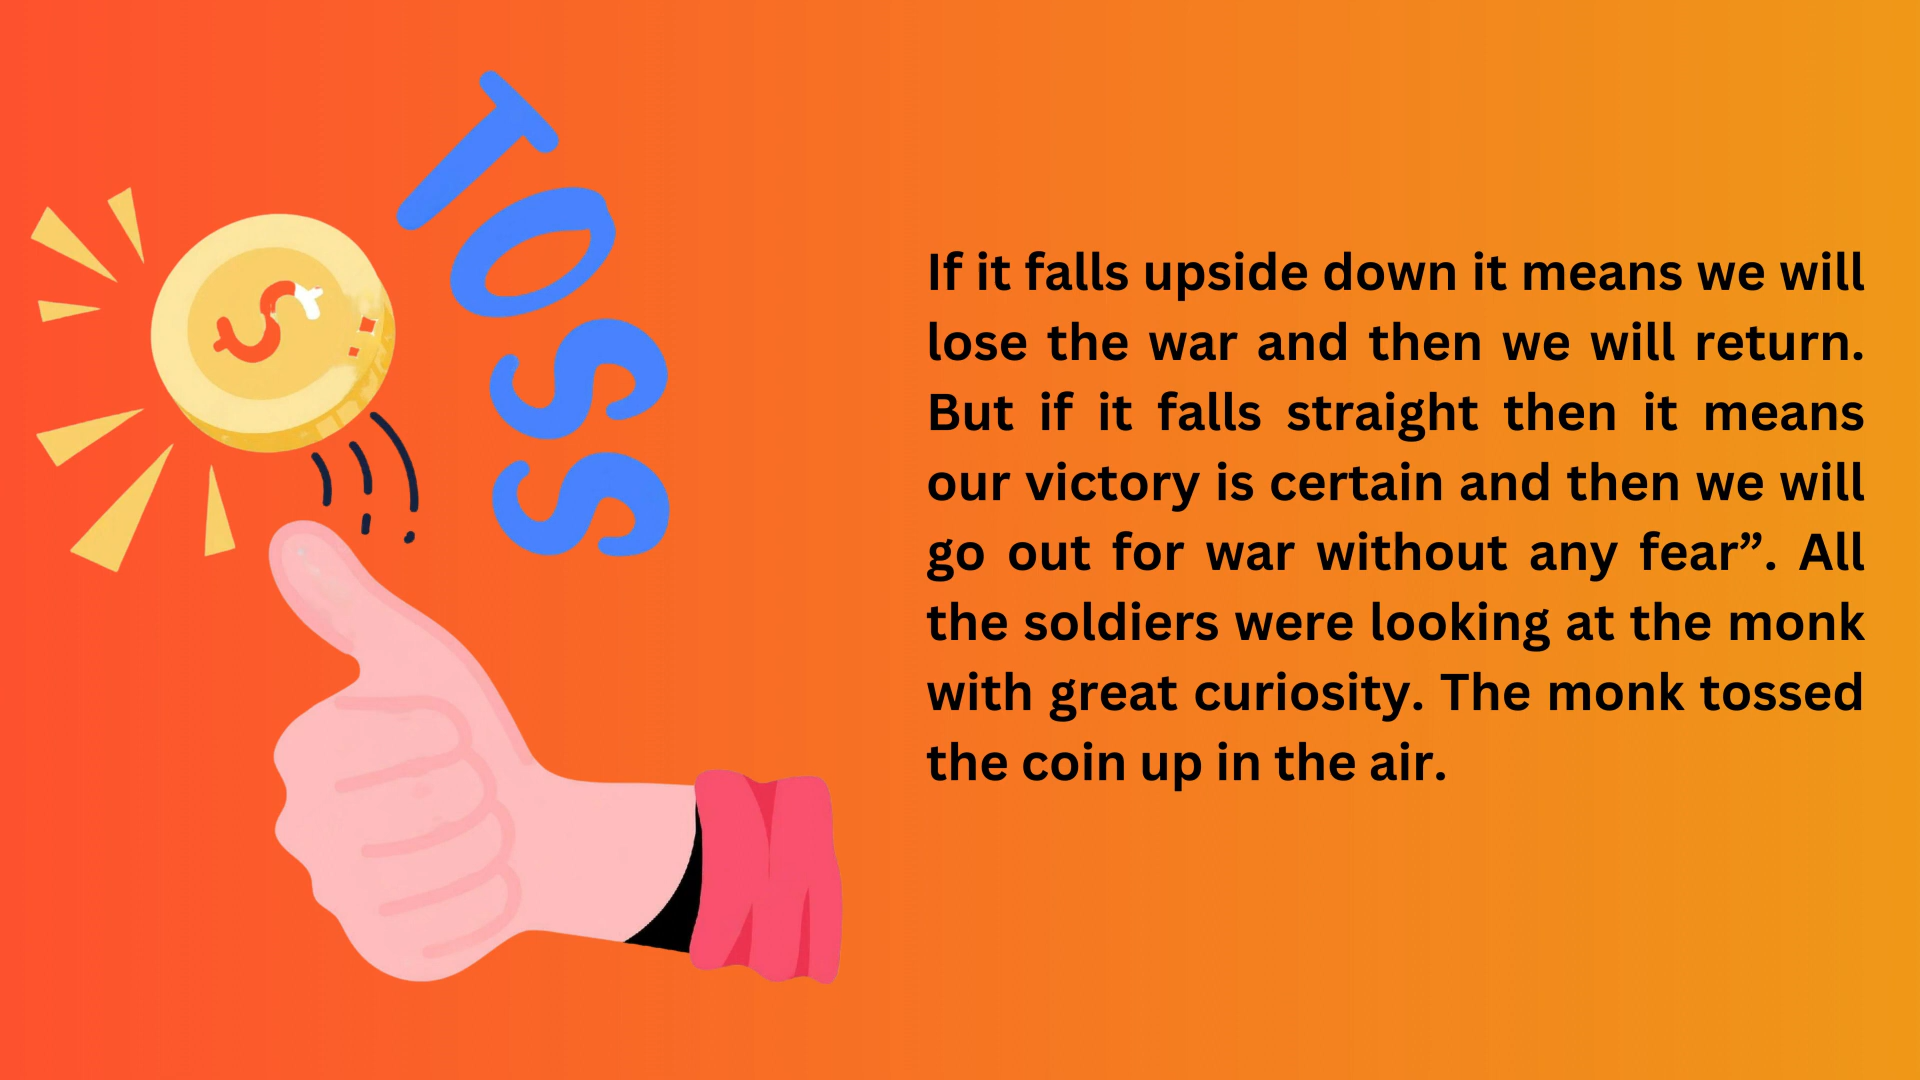 TOSS
If it falls upside down it means we will
lose the war and then we will return.
But if it falls straight then it means
our victory is certain and then we will
go out for war without any fear”. All
the soldiers were looking at the monk
with great curiosity. The monk tossed
the coin up in the air.